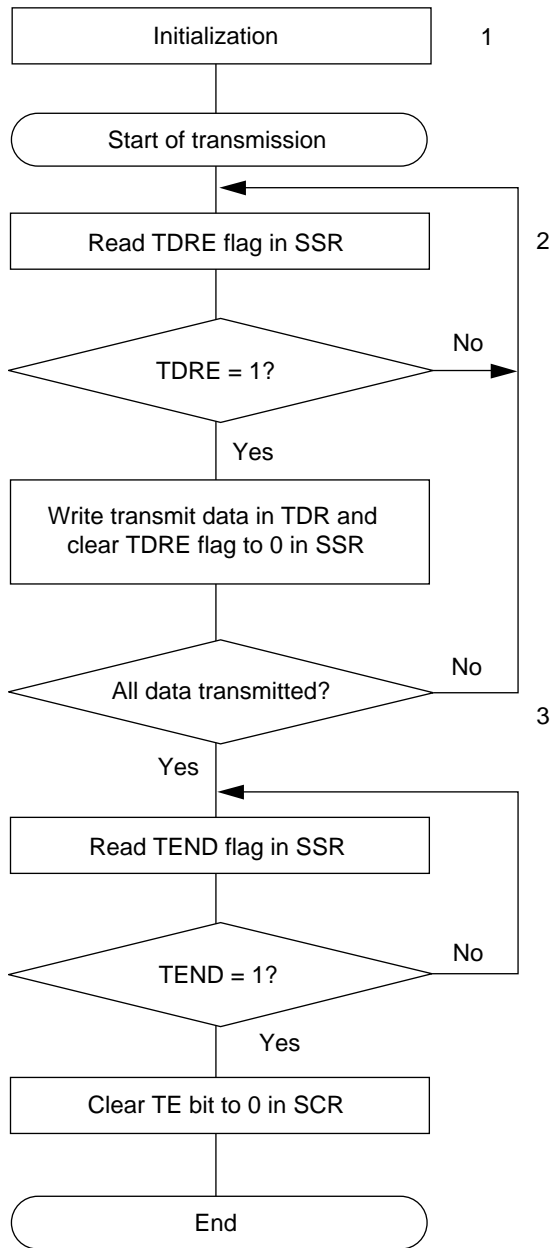 Initialization
1
Start of transmission
Read TDRE flag in SSR
2
TDRE = 1?
No
Yes
Write transmit data in TDR and
clear TDRE flag to 0 in SSR
All data transmitted?
No
3
Yes
Read TEND flag in SSR
TEND = 1?
No
Yes
Clear TE bit to 0 in SCR
End